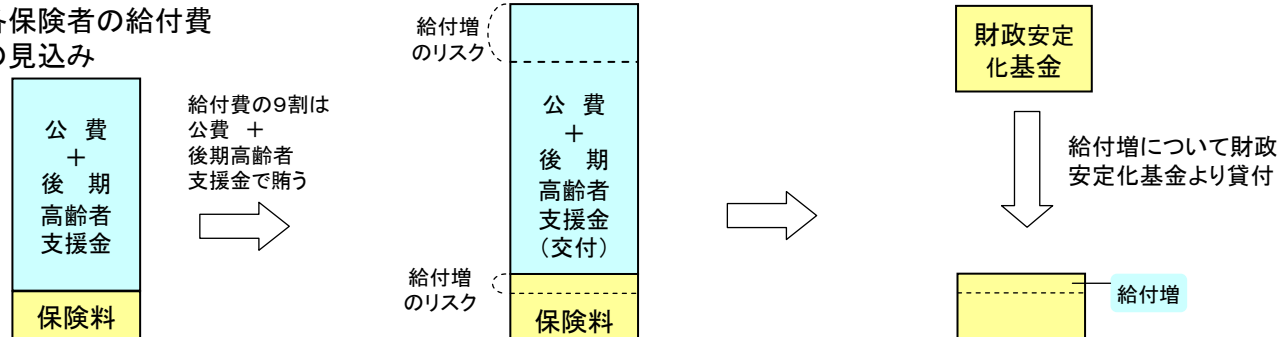 各保険者の給付費
の見込み
公 費
＋
後 期
高齢者
支援金
保険料
給付費の９割は
公費 ＋
後期高齢者
支援金で賄う
給付増
のリスク
公 費
＋
後 期
高齢者
支援金
（交付）
給付増
のリスク
保険料
財政安定
化基金
給付増について財政
安定化基金より貸付
給付増